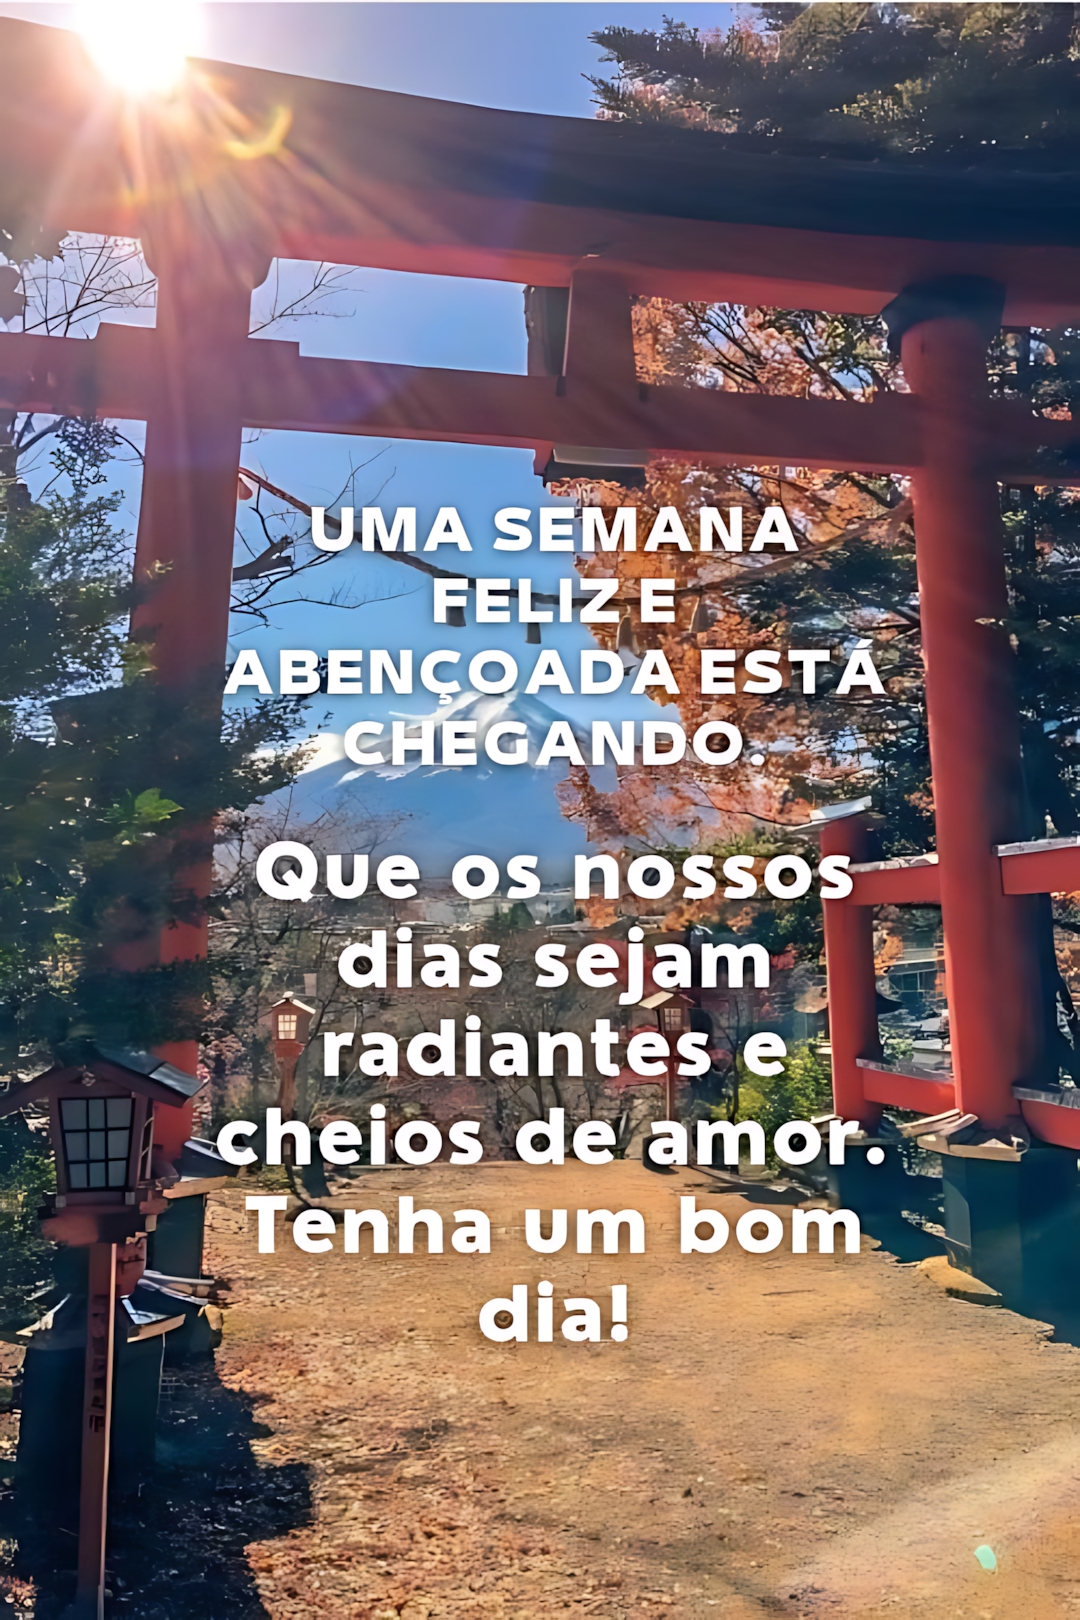 UMA SEMANA
FELIZ E
ABENÇOADA ESTÁ
CHEGANDO.
Que os nossos
dias sejam
radiantes e
cheios de amor.
Tenha um bom
dia!